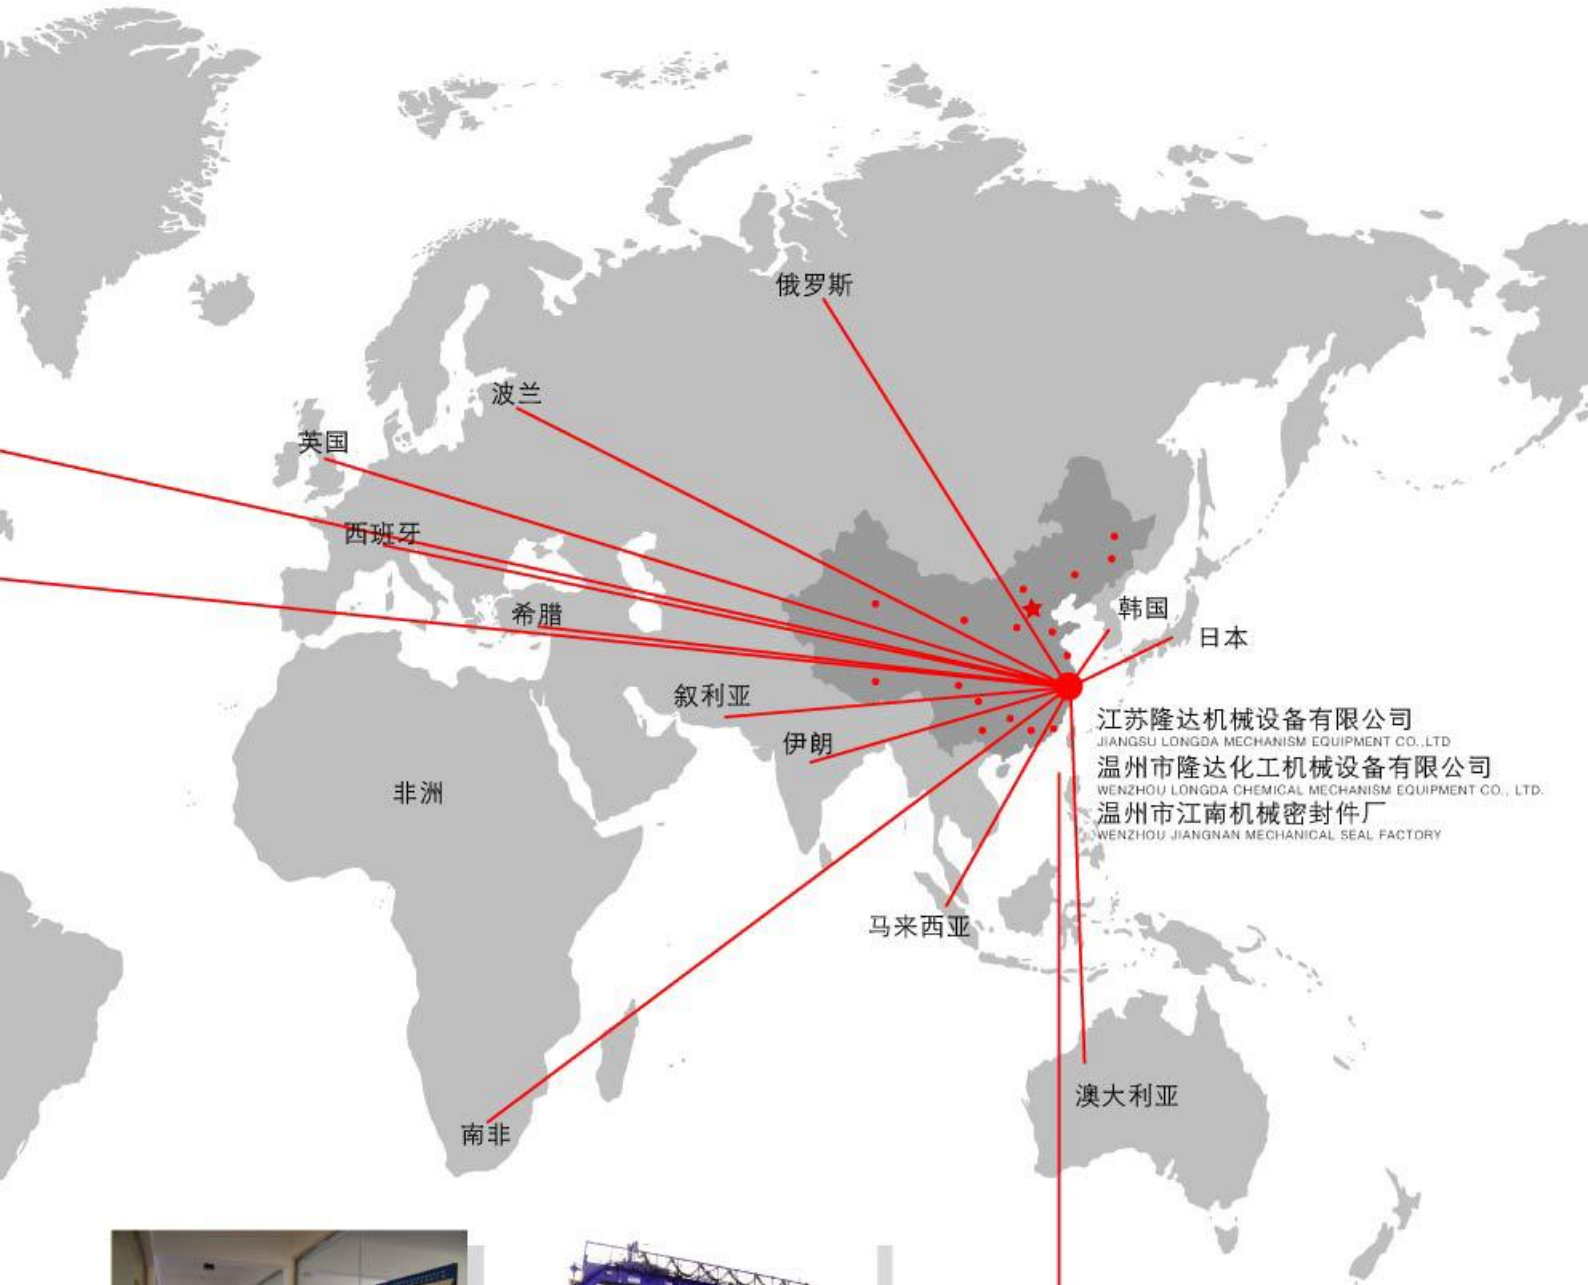 俄罗斯
波兰
英国
西班牙
希腊
韩国
日本
叙利亚
江苏隆达机械设备有限公司
JIANGSU LONGDA MECHANISM EQUIPMENT CO.,LTD
伊朗
温州市隆达化工机械设备有限公司
WENZHOU LONGDA CHEMICAL MECHANISM EQUIPMENT CO., LTD.
非洲
温州市江南机械密封件厂
WENZHOU JIANGNAN MECHANICAL SEAL FACTORY
马来西亚
澳大利亚
南非